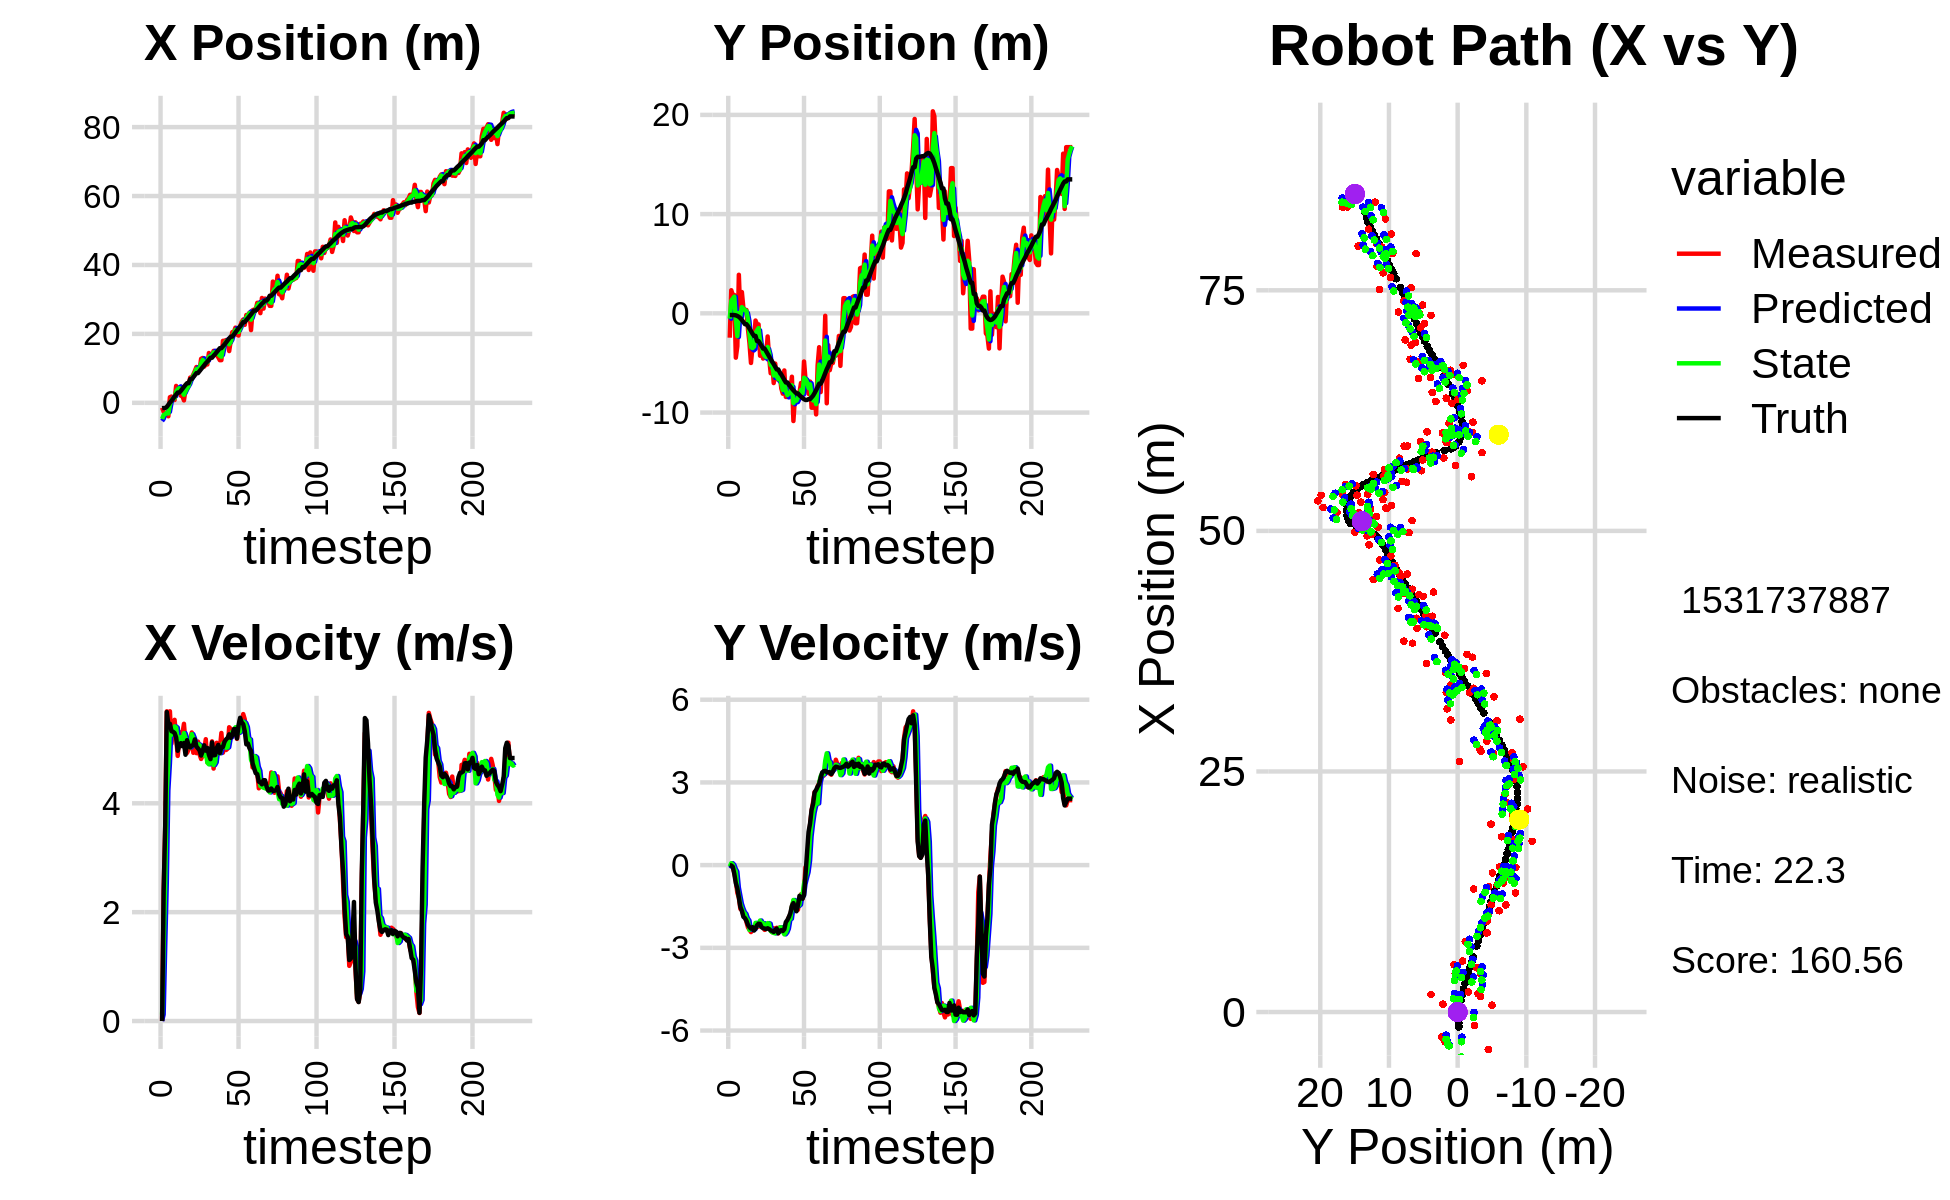 X Position (m)
80
60
40
20
0
0
50
100
150
200
timestep
Y Position (m)
20
10
0
-10
0
50
100
150
200
timestep
X Velocity (m/s)
4
2
0
0
50
100
150
200
timestep
Y Velocity (m/s)
6
3
0
-3
-6
0
50
100
150
200
timestep
Robot Path (X vs Y)
X Position (m)
75
50
25
0
20 10 0 -10 -20
Y Position (m)
variable
Measured
Predicted
State
Truth
1531737887
Obstacles: none
Noise: realistic
Time: 22.3
Score: 160.56